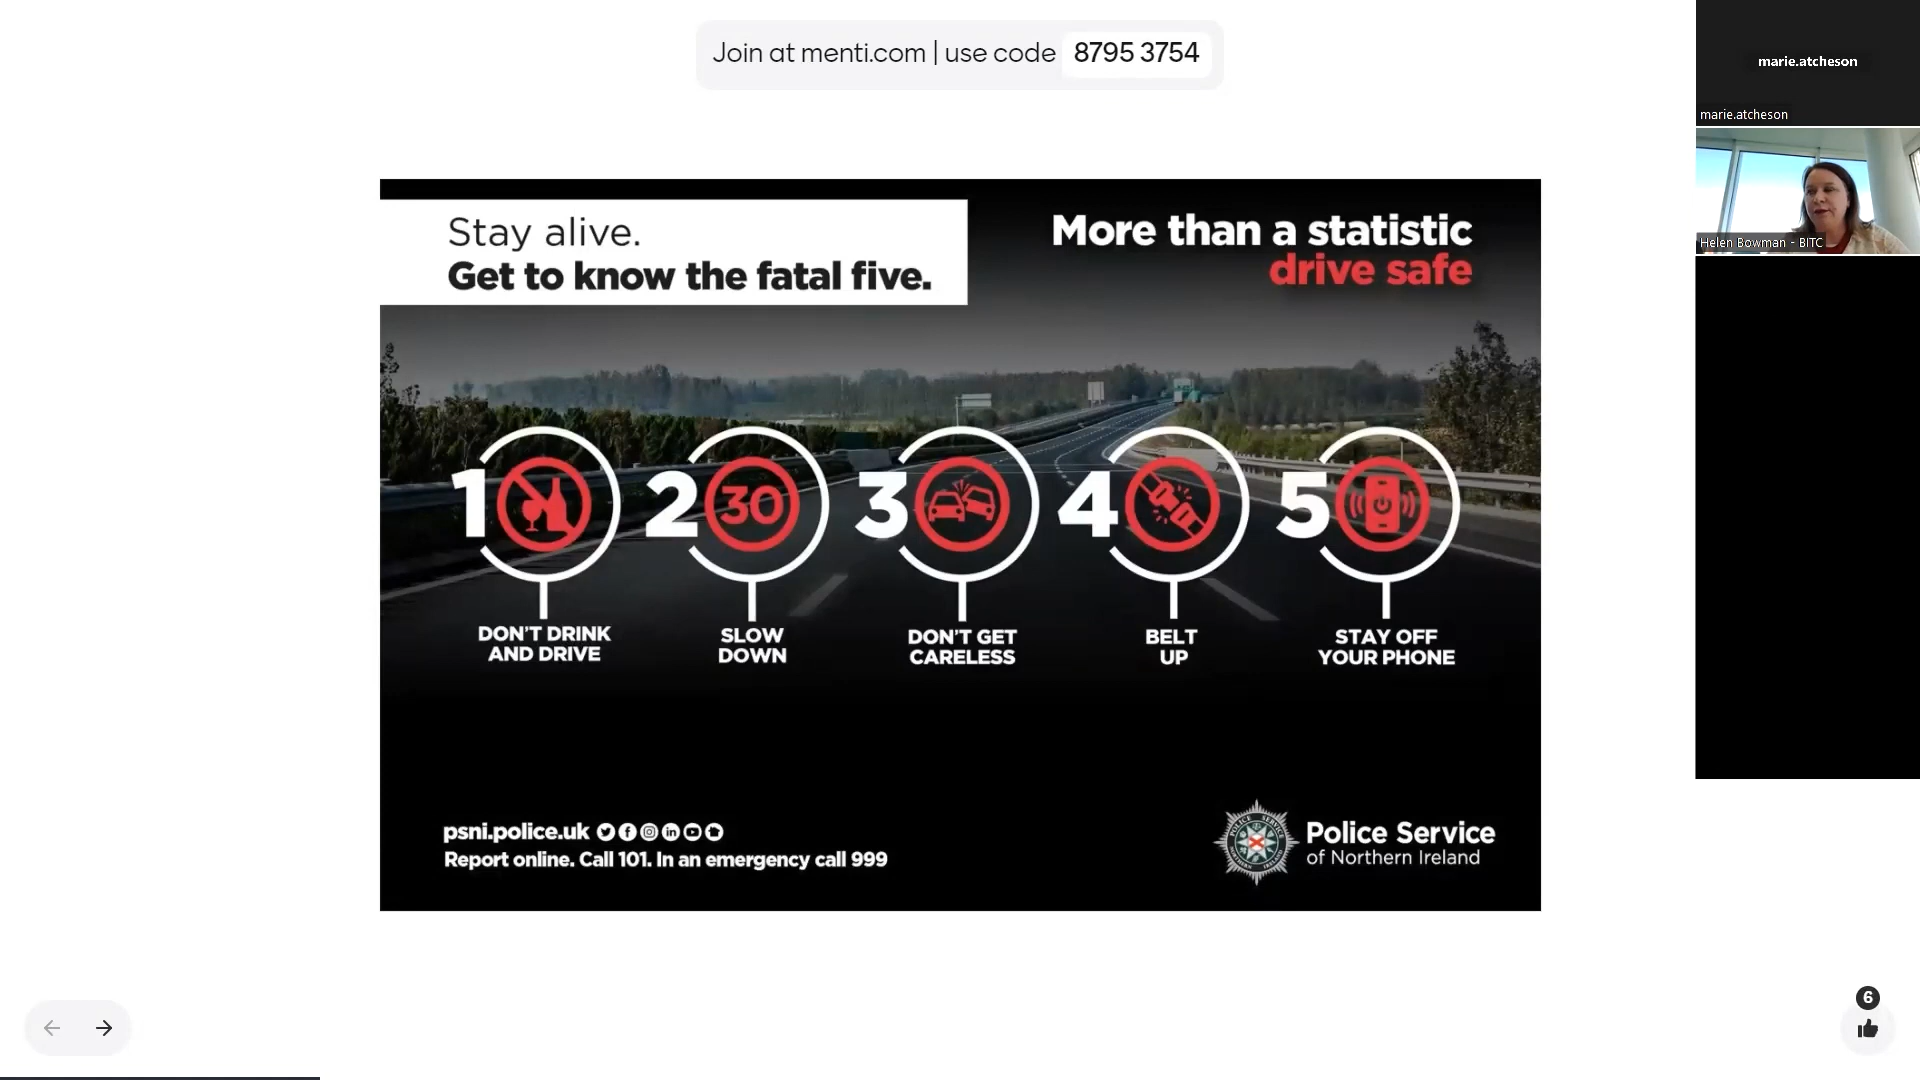 Join at menti.com | use code 8795 3754
marie.atcheson
marie.atcheson
Helen Bowman - BITC
Stay alive.
Get to know the fatal five.
More than a statistic
drive safe
1
2
30
3
4
5
DON'T DRINK
AND DRIVE
SLOW
DOWN
DON'T GET
CARELESS
BELT
UP
STAY OFF
YOUR PHONE
psni.police.uk
Report online. Call 101. In an emergency call 999
Police Service
of Northern Ireland
6